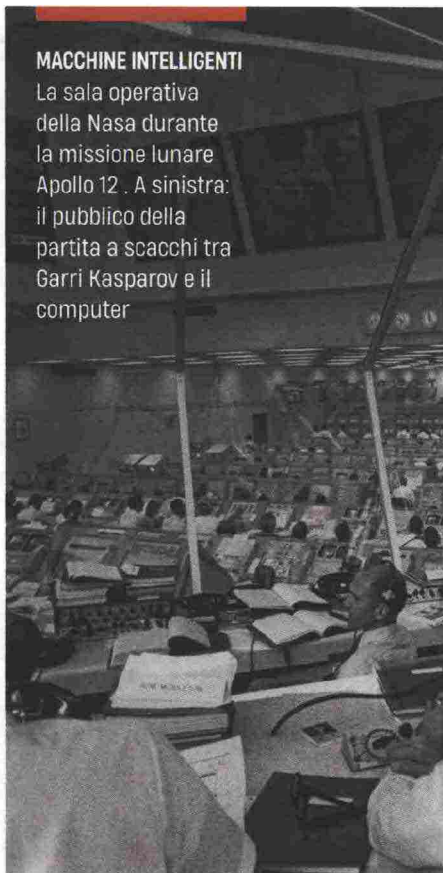 MACCHINE INTELLIGENTI
La sala operativa
della Nasa durante
la missione lunare
Apollo 12 . A sinistra:
il pubblico della
partita a scacchi tra
Garri Kasparov e il
computer